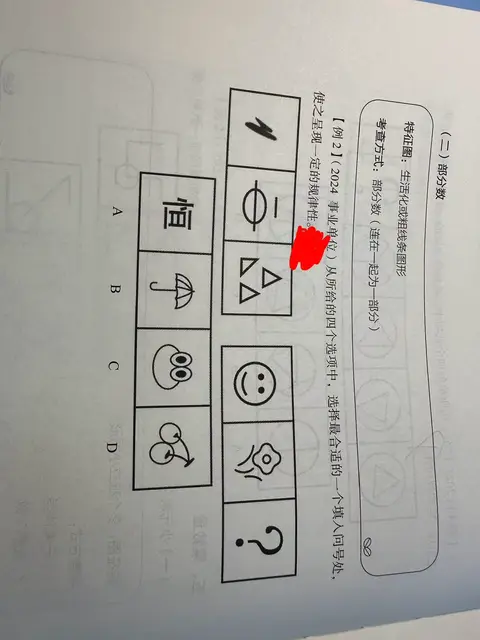 （二）部分数
特征图：生活化或粗线条图形
考查方式：部分数（连在一起为一部分）
【例 2】（2024 事业单位）从所给的四个选项中，选择最合适的一个填入问号处，
使之呈现一定的规律性。
?
恒
A B C D